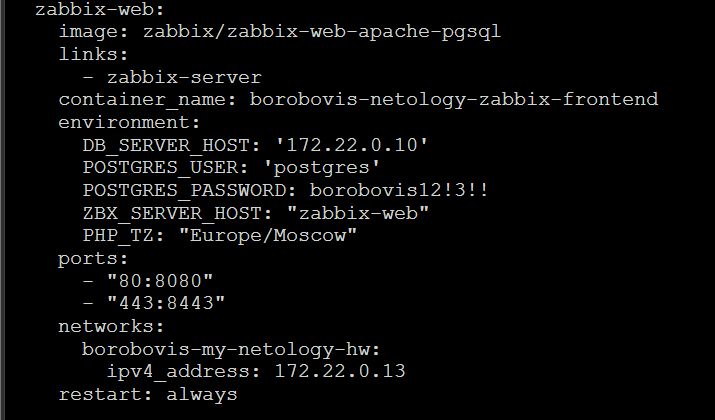 zabbix-web:
  image: zabbix/zabbix-web-apache-pgsql
  links:
    - zabbix-server
  container_name: borobovis-netology-zabbix-frontend
  environment:
    DB_SERVER_HOST: '172.22.0.10'
    POSTGRES_USER: 'postgres'
    POSTGRES_PASSWORD: borobovis12!3!!
    ZBX_SERVER_HOST: "zabbix-web"
    PHP_TZ: "Europe/Moscow"
  ports:
    - "80:8080"
    - "443:8443"
  networks:
    borobovis-my-netology-hw:
      ipv4_address: 172.22.0.13
  restart: always